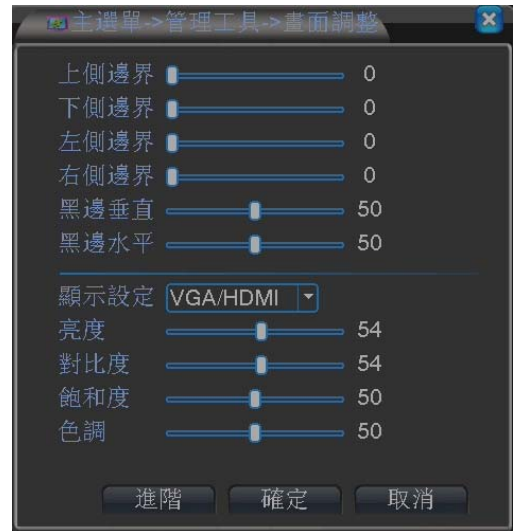 主選單->管理工具->畫面調整
上側邊界 0
下側邊界 0
左側邊界 0
右側邊界 0
黑邊垂直 50
黑邊水平 50
顯示設定 VGA/HDMI
亮度 54
對比度 54
飽和度 50
色調 50
進階 確定 取消